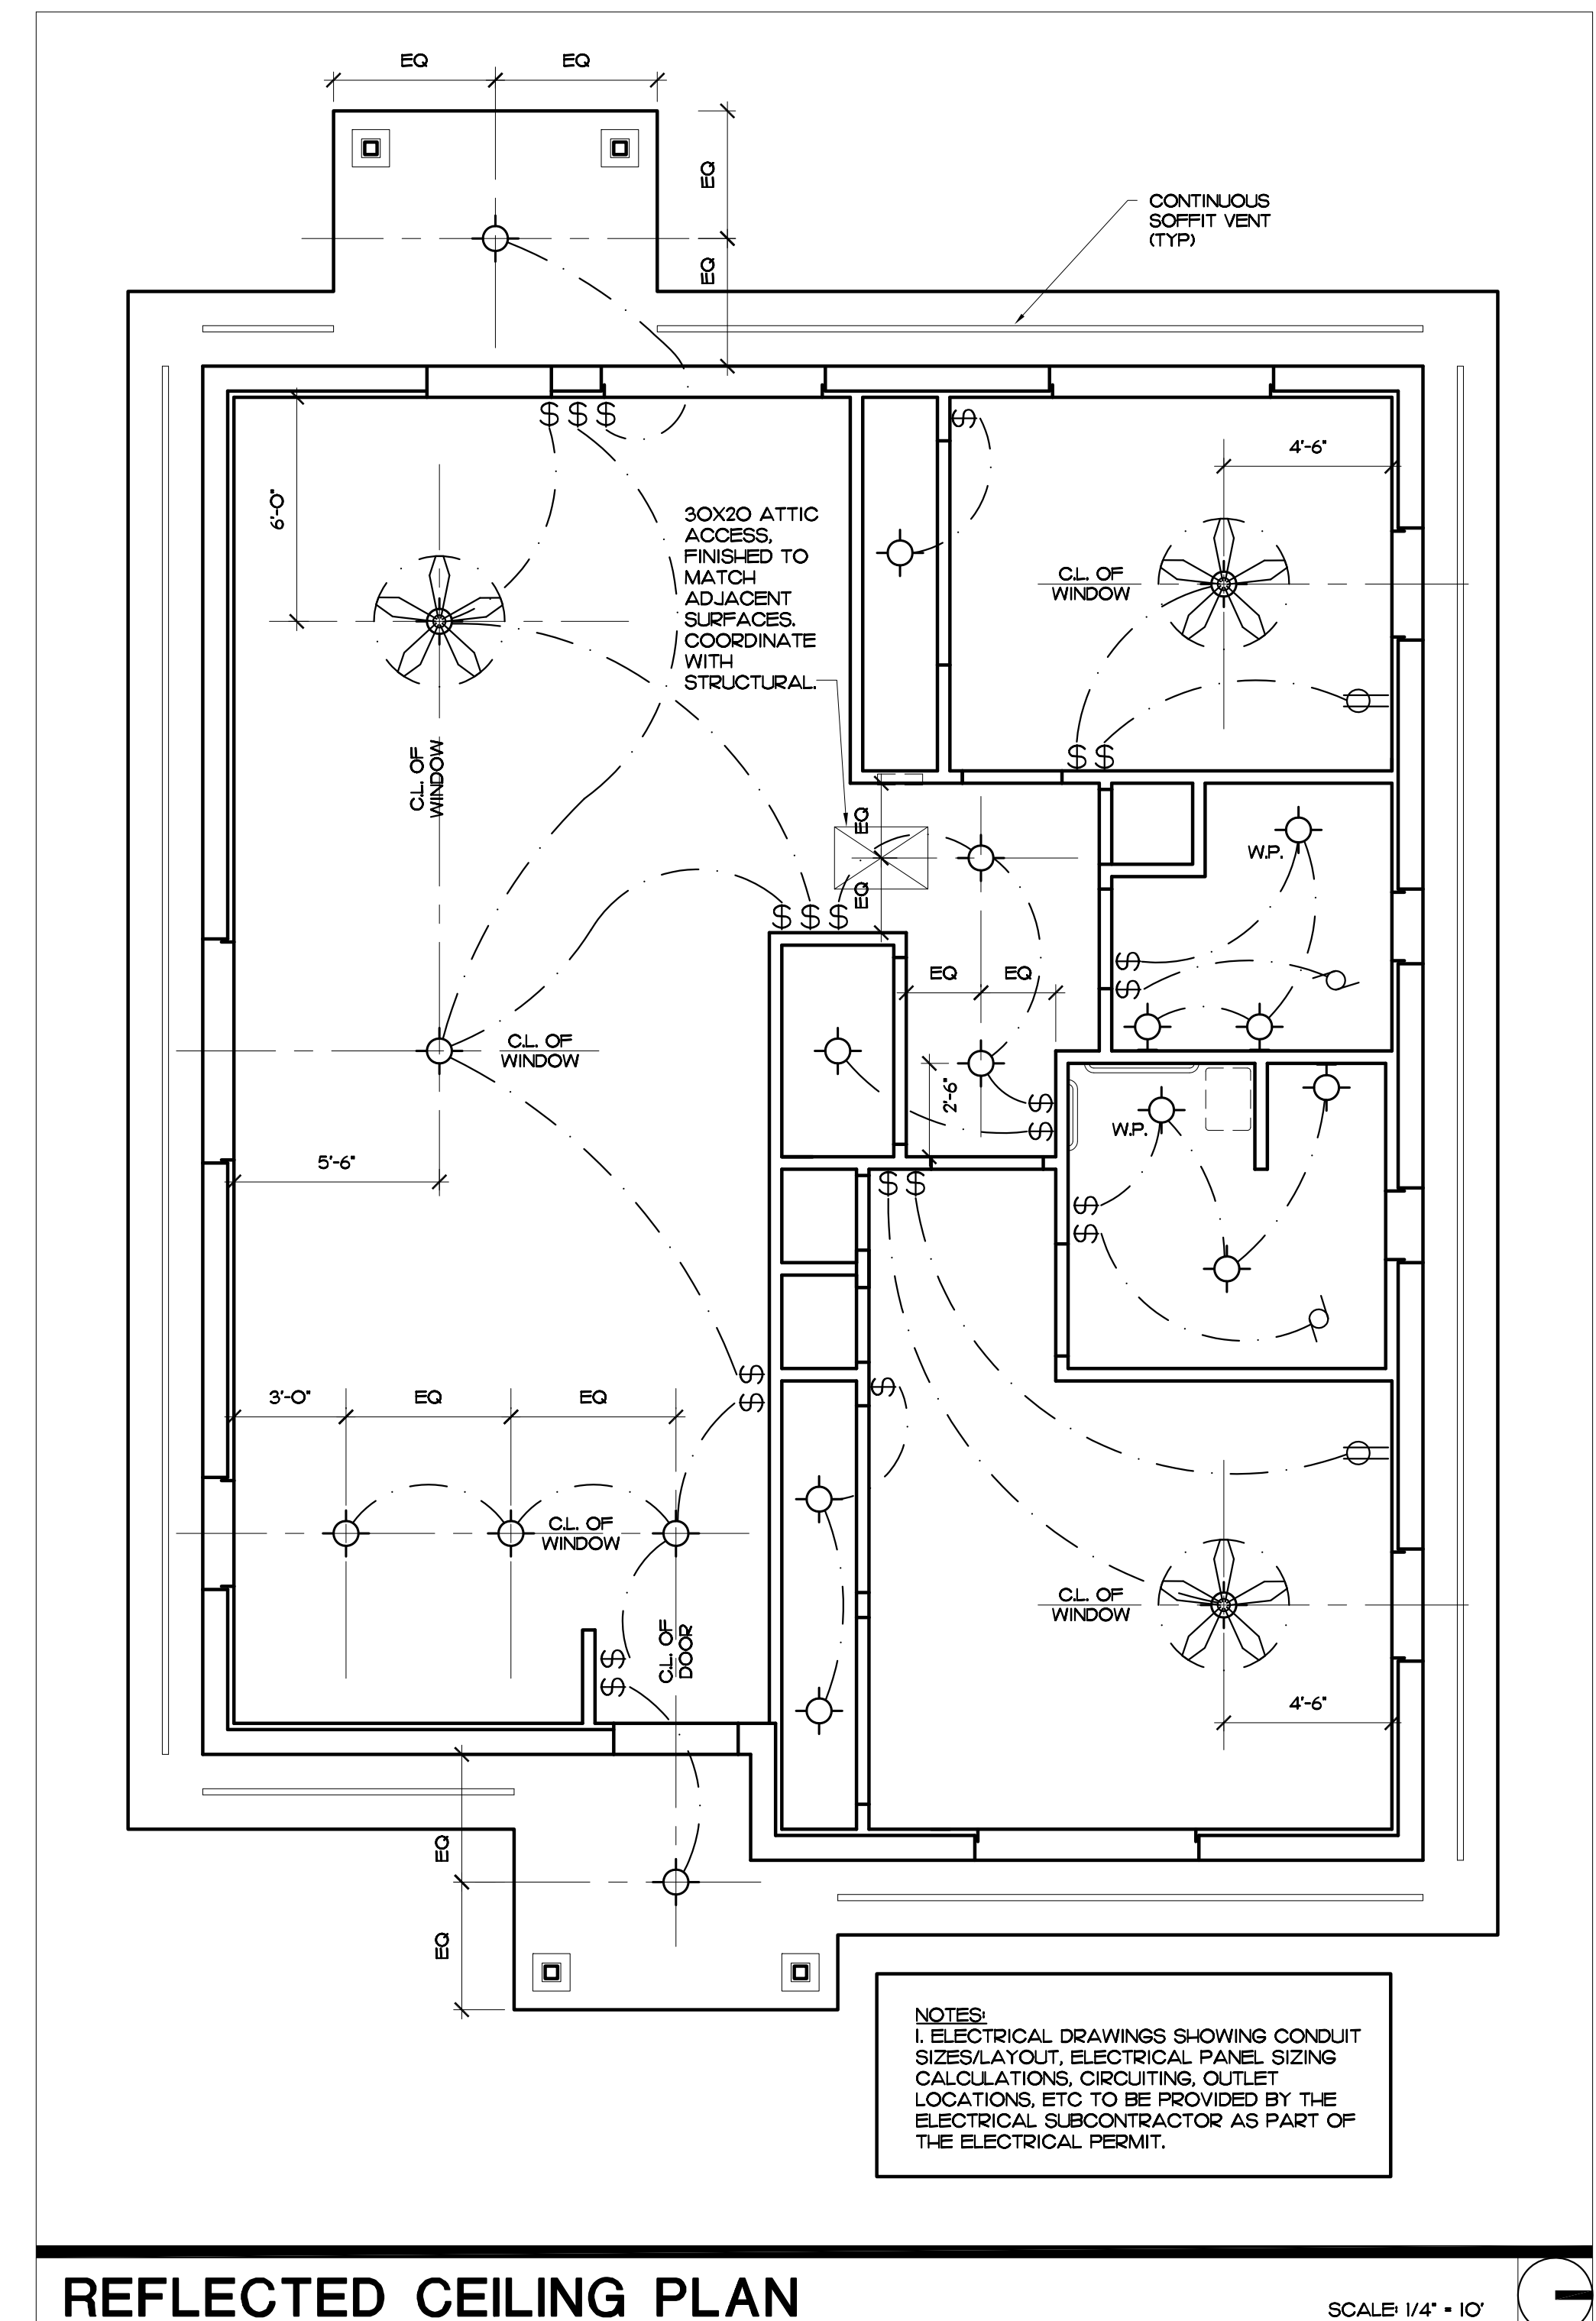 EQ EQ
EQ
EQ
CONTINUOUS
SOFFIT VENT
(TYP)
$ $ $
$
4'-6"
6'-0"
30X20 ATTIC
ACCESS,
FINISHED TO
MATCH
ADJACENT
SURFACES.
COORDINATE
WITH
STRUCTURAL.
C.L. OF
WINDOW
$ $
C.L. OF
WINDOW
EQ
EQ
W.P.
$ $ $
$
$
EQ EQ
C.L. OF
WINDOW
2'-6"
$
$
W.P.
5'-6"
$ $
$
$
$
$
$
3'-0" EQ EQ
C.L. OF
WINDOW
C.L. OF
DOOR
$
$
C.L. OF
WINDOW
4'-6"
EQ
EQ
NOTES:
1. ELECTRICAL DRAWINGS SHOWING CONDUIT
SIZES/LAYOUT, ELECTRICAL PANEL SIZING
CALCULATIONS, CIRCUITING, OUTLET
LOCATIONS, ETC TO BE PROVIDED BY THE
ELECTRICAL SUBCONTRACTOR AS PART OF
THE ELECTRICAL PERMIT.
REFLECTED CEILING PLAN
SCALE: 1/4" = 10'